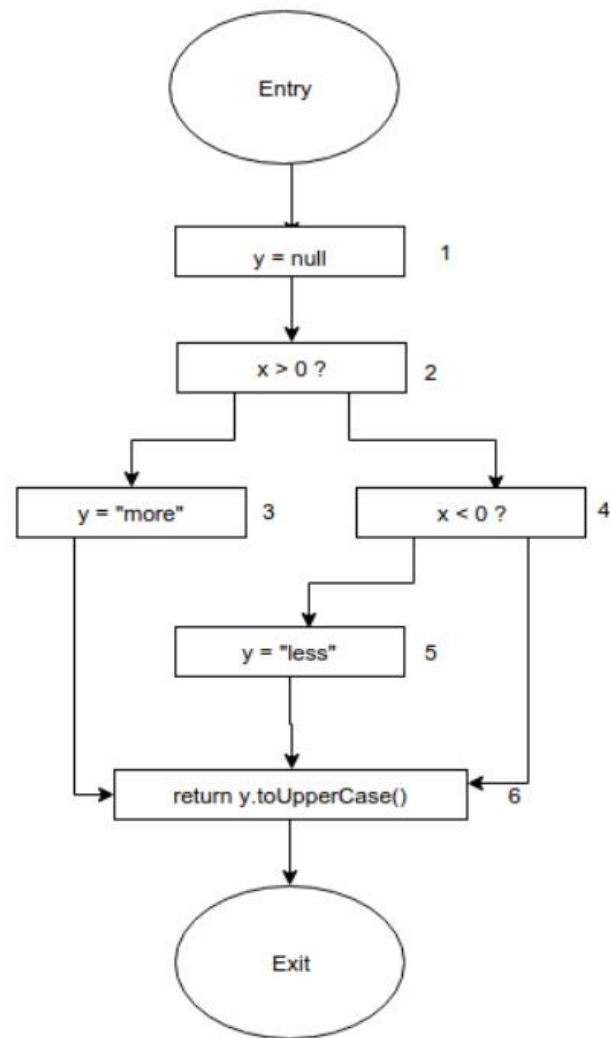 Entry
y = null
1
x > 0 ?
2
y = "more"
3
x < 0 ?
4
y = "less"
5
return y.toUpperCase()
6
Exit